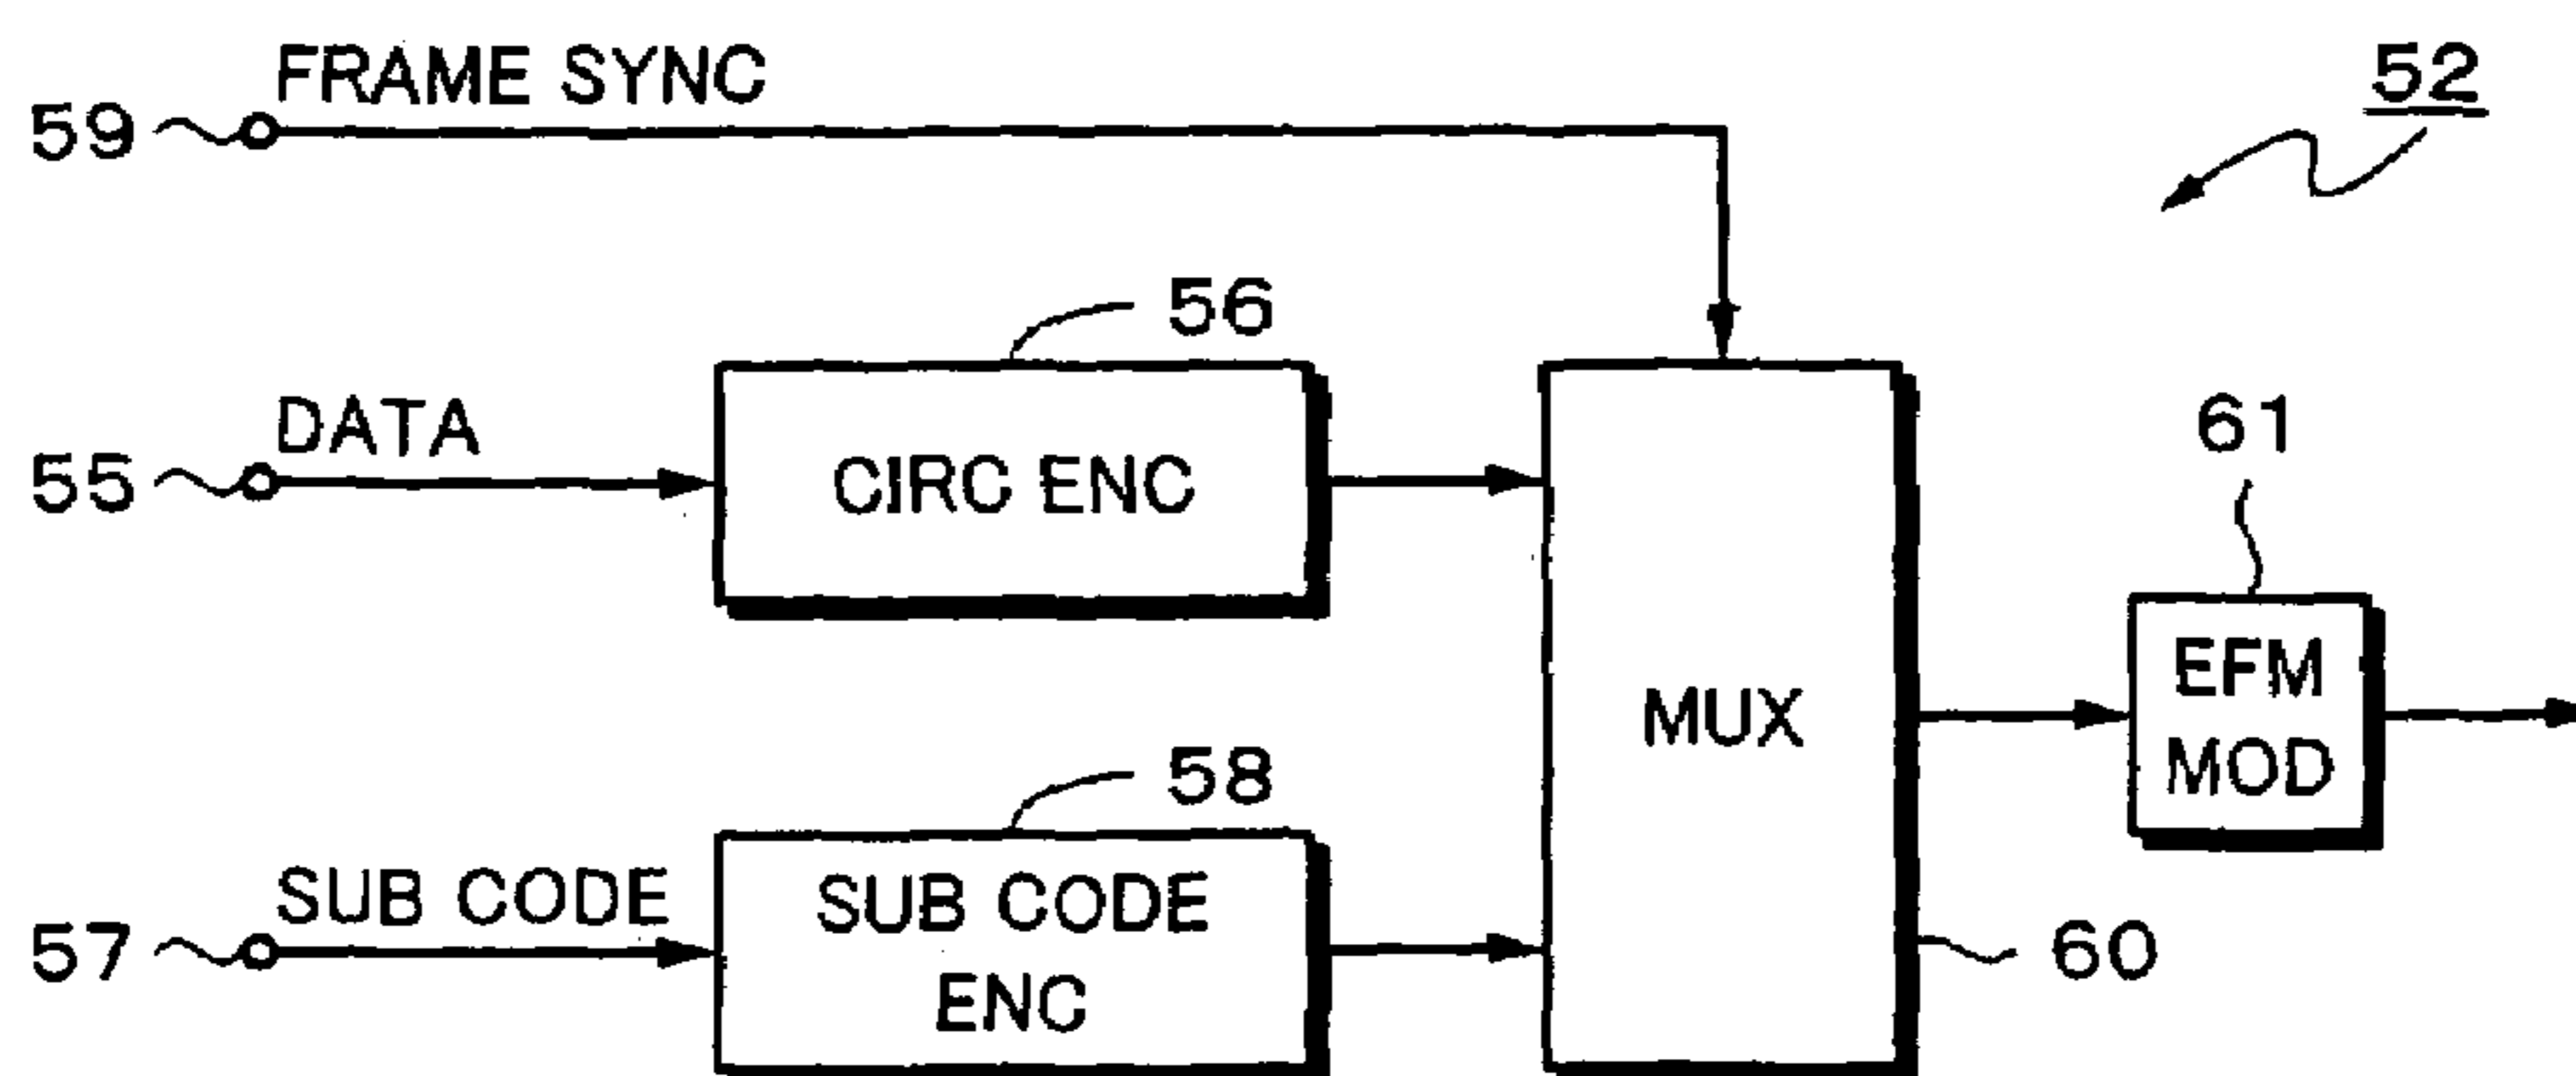 FRAME SYNC
52
59
56
DATA
61
55
CIRC ENC
EFM
MOD
MUX
58
SUB CODE
57
SUB CODE
ENC
60